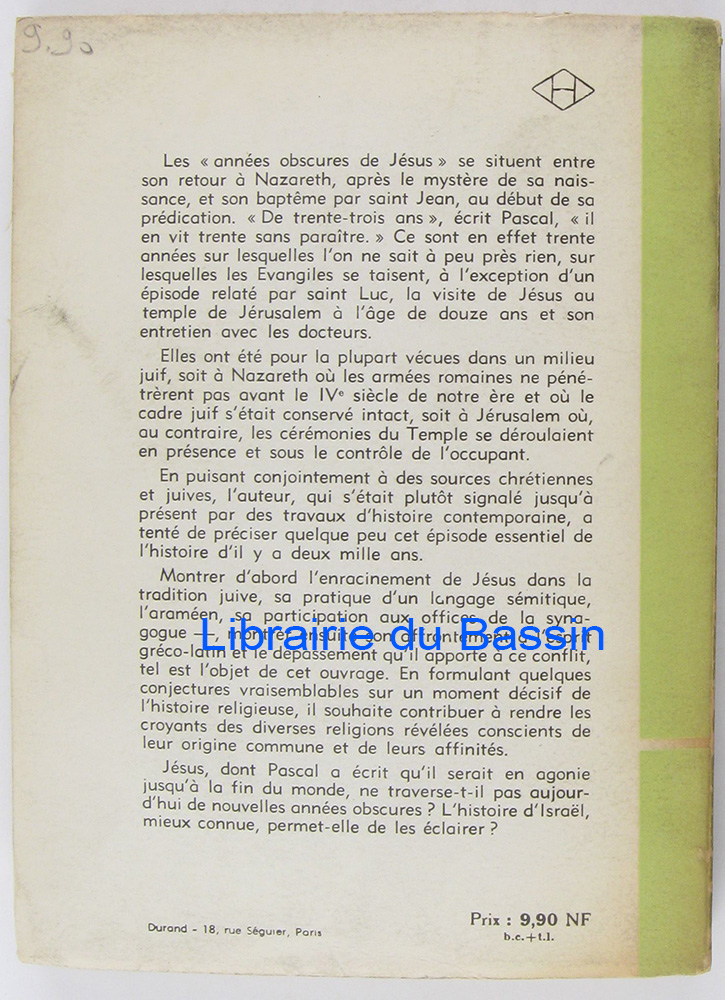 9.90
H
Les « années obscures de Jésus » se situent entre
son retour à Nazareth, après le mystère de sa nais-
sance, et son baptême par saint Jean, au début de sa
prédication. « De trente-trois ans », écrit Pascal, « il
en vit trente sans paraître. » Ce sont en effet trente
années sur lesquelles l'on ne sait à peu près rien, sur
lesquelles les Evangiles se taisent, à l'exception d'un
épisode relaté par saint Luc, la visite de Jésus au
temple de Jérusalem à l'âge de douze ans et son
entretien avec les docteurs.
Elles ont été pour la plupart vécues dans un milieu
juif, soit à Nazareth où les armées romaines ne péné-
trèrent pas avant le IVe siècle de notre ère et où le
cadre juif s'était conservé intact, soit à Jérusalem où,
au contraire, les cérémonies du Temple se déroulaient
en présence et sous le contrôle de l'occupant.
En puisant conjointement à des sources chrétiennes
et juives, l'auteur, qui s'était plutôt signalé jusqu'à
présent par des travaux d'histoire contemporaine, a
tenté de préciser quelque peu cet épisode essentiel de
l'histoire d'il y a deux mille ans.
Montrer d'abord l'enracinement de Jésus dans la
tradition juive, sa pratique d'un langage sémitique,
l'araméen, sa participation aux offices de la syna-
gogue —, montrer ensuite son affrontement à l'esprit
Librairie du Bassin
gréco-latin et le dépassement qu'il apporte à ce conflit,
tel est l'objet de cet ouvrage. En formulant quelques
conjectures vraisemblables sur un moment décisif de
l'histoire religieuse, il souhaite contribuer à rendre les
croyants des diverses religions révélées conscients de
leur origine commune et de leurs affinités.
Jésus, dont Pascal a écrit qu'il serait en agonie
jusqu'à la fin du monde, ne traverse-t-il pas aujour-
d'hui de nouvelles années obscures ? L'histoire d'Israël,
mieux connue, permet-elle de les éclairer ?
Durand - 18, rue Séguier, Paris
Prix : 9,90 NF
b.c.+t.l.